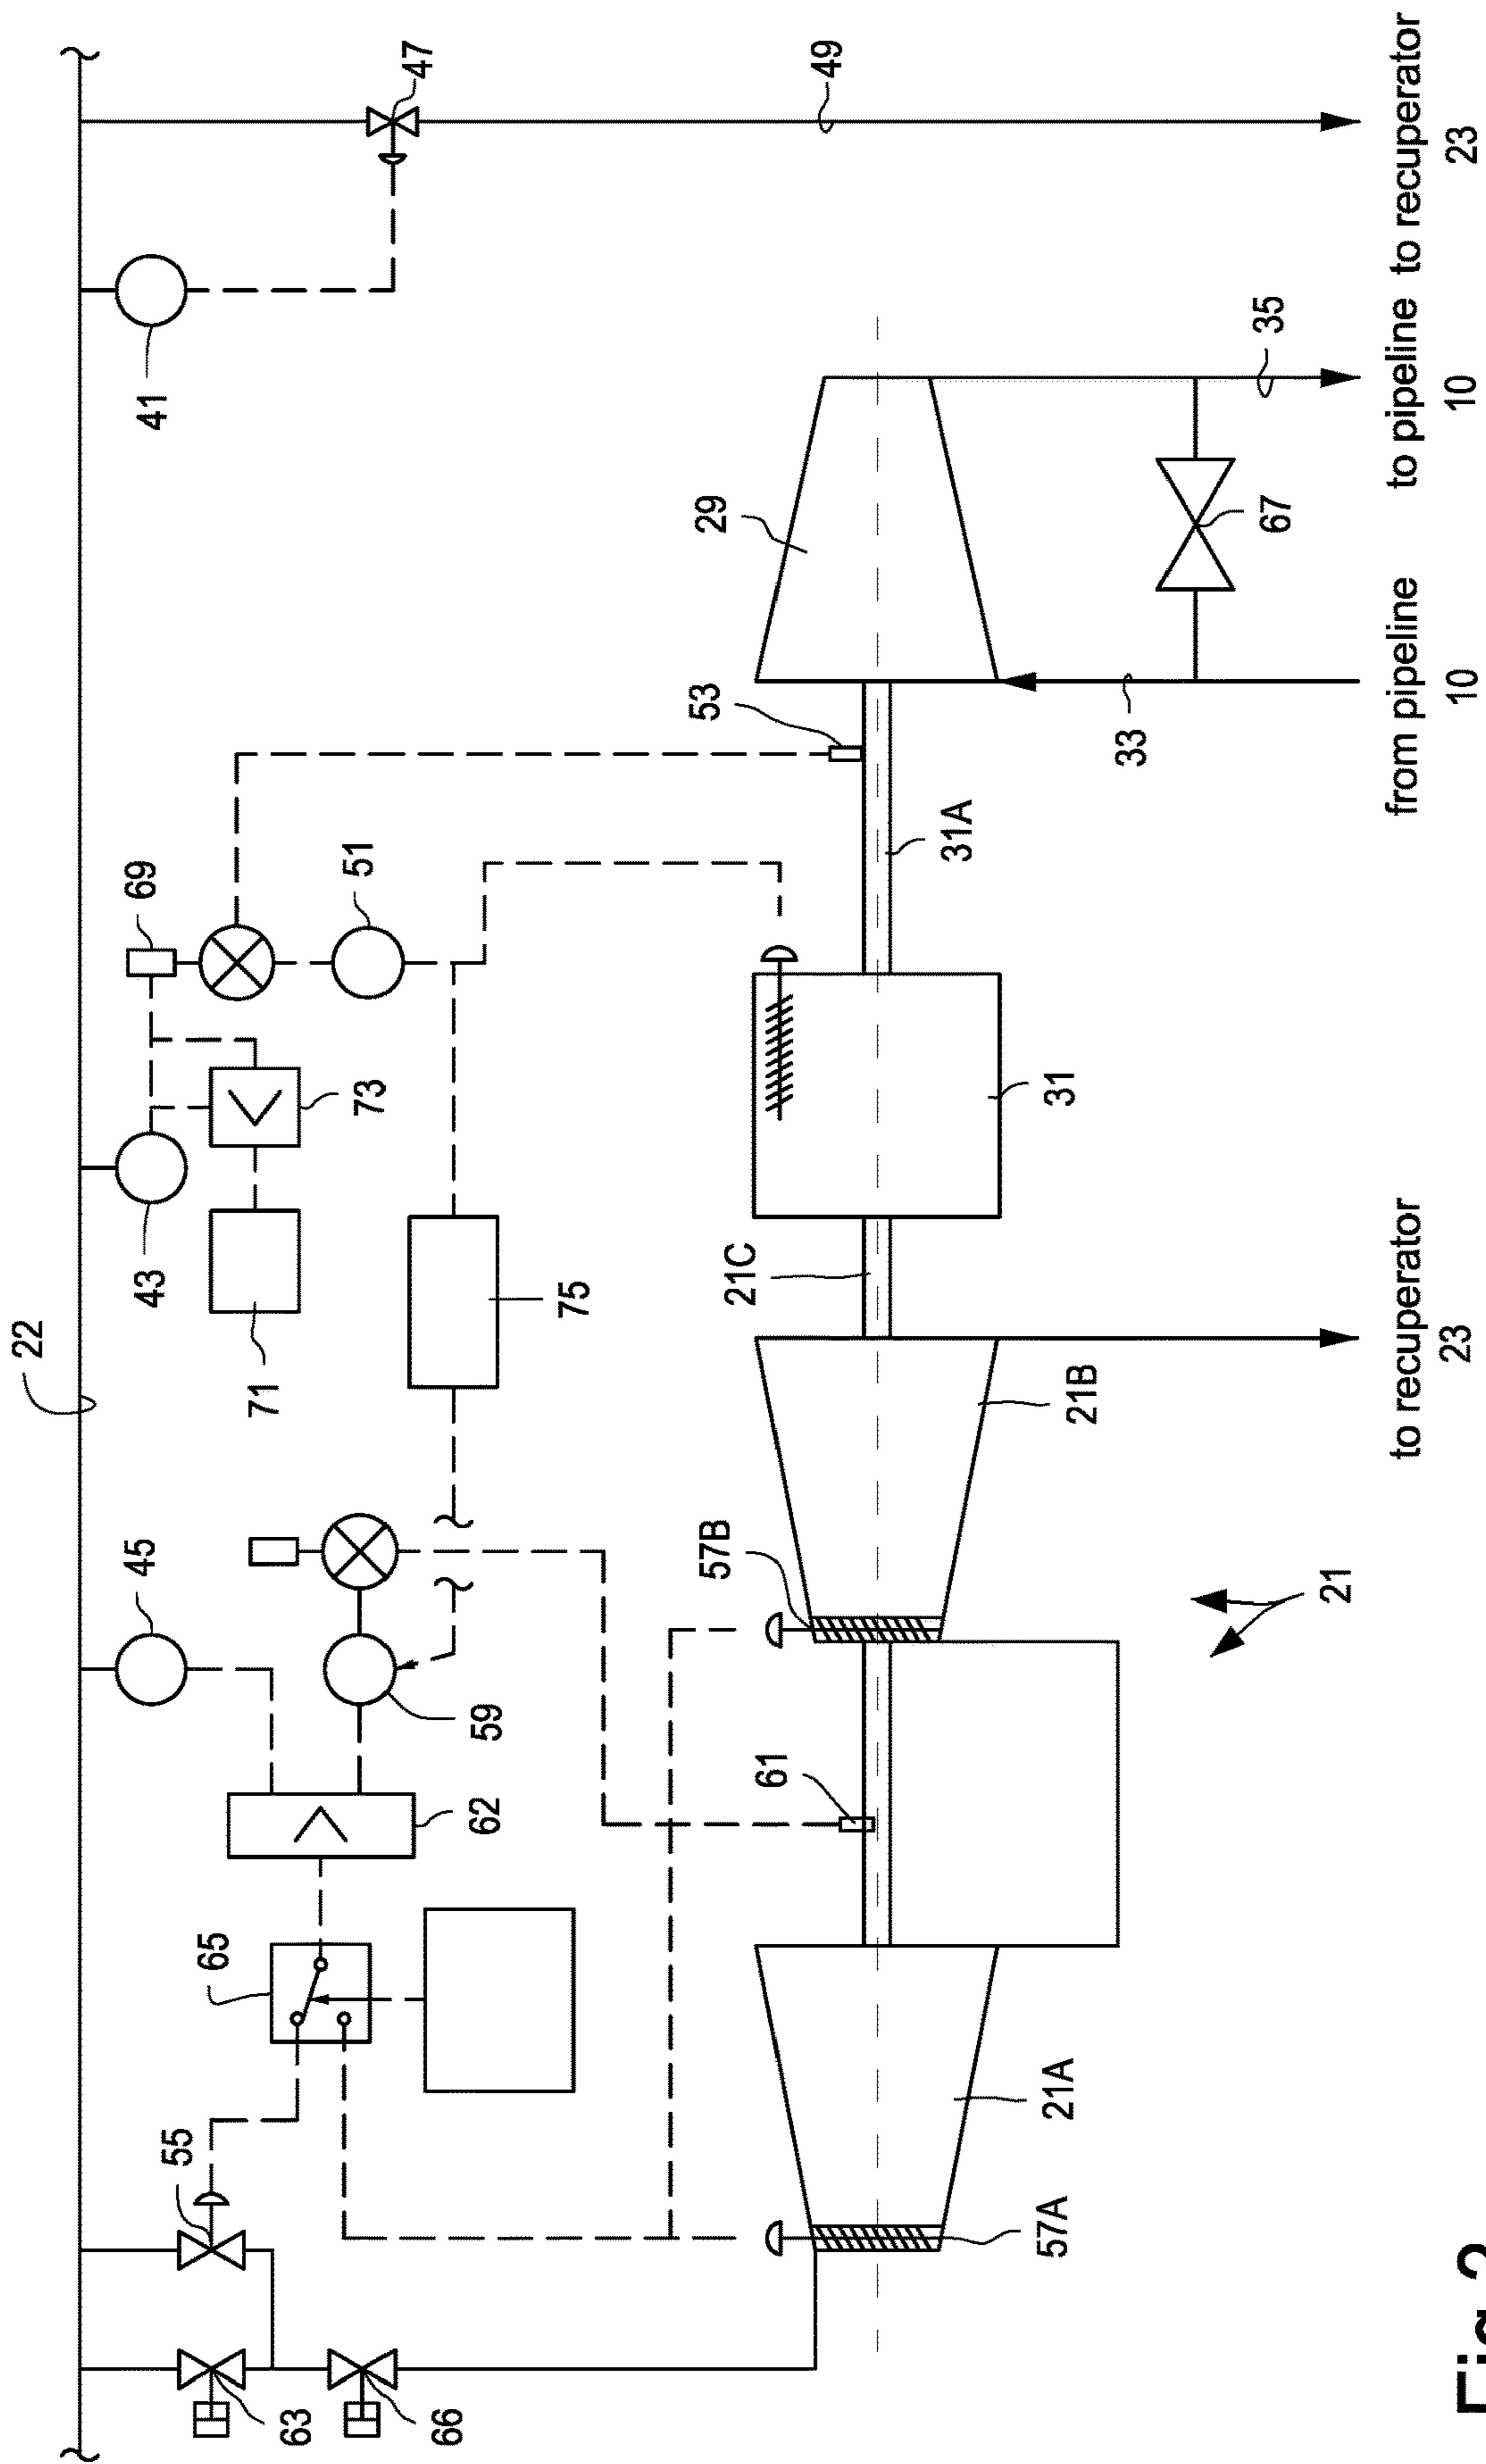 22
45
43
69
41
55
65
71
63
51
73
47
66
62
59
75
53
29
57B
21C
61
49
31A
57A
21A
31
21B
33
35
67
21
to recuperator
23
from pipeline
10
to pipeline
10
to recuperator
23
Fig.2